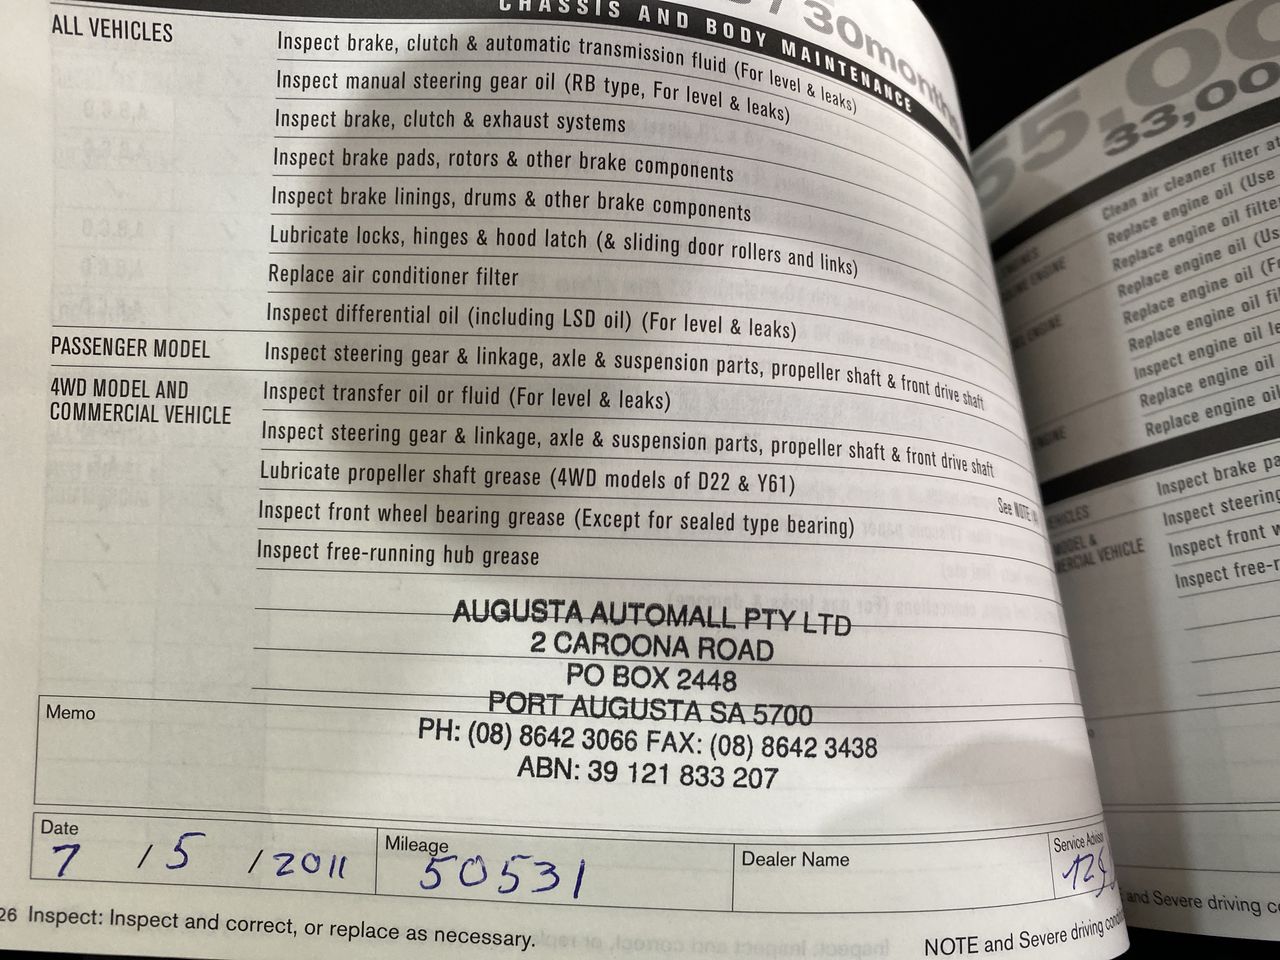 30months
CHASSIS AND BODY MAINTENANCE
ALL VEHICLES
Inspect brake, clutch & automatic transmission fluid (For level & leaks)
Inspect manual steering gear oil (RB type, For level & leaks)
Inspect brake, clutch & exhaust systems
Inspect brake pads, rotors & other brake components
Inspect brake linings, drums & other brake components
Lubricate locks, hinges & hood latch (& sliding door rollers and links)
Replace air conditioner filter
Inspect differential oil (including LSD oil) (For level & leaks)
PASSENGER MODEL
Inspect steering gear & linkage, axle & suspension parts, propeller shaft & front drive shaft
4WD MODEL AND
COMMERCIAL VEHICLE
Inspect transfer oil or fluid (For level & leaks)
Inspect steering gear & linkage, axle & suspension parts, propeller shaft & front drive shaft
Lubricate propeller shaft grease (4WD models of D22 & Y61)
See NOTE
Inspect front wheel bearing grease (Except for sealed type bearing)
Inspect free-running hub grease
AUGUSTA AUTOMALL PTY LTD
2 CAROONA ROAD
PO BOX 2448
PORT AUGUSTA SA 5700
PH: (08) 8642 3066 FAX: (08) 8642 3438
ABN: 39 121 833 207
Memo
Date
7 / 5 / 2011
Mileage
50531
Dealer Name
Service Advisor
26 Inspect: Inspect and correct, or replace as necessary.
NOTE and Severe driving
55,00
33,00
Clean air cleaner filter
Replace engine oil (Use
Replace engine oil filter
Replace engine oil
Replace engine oil
Replace engine oil
Inspect engine oil
Replace engine oil
Replace engine oil
ENGINE
Inspect brake
Inspect steering
VEHICLE
Inspect front
Inspect
and Severe driving